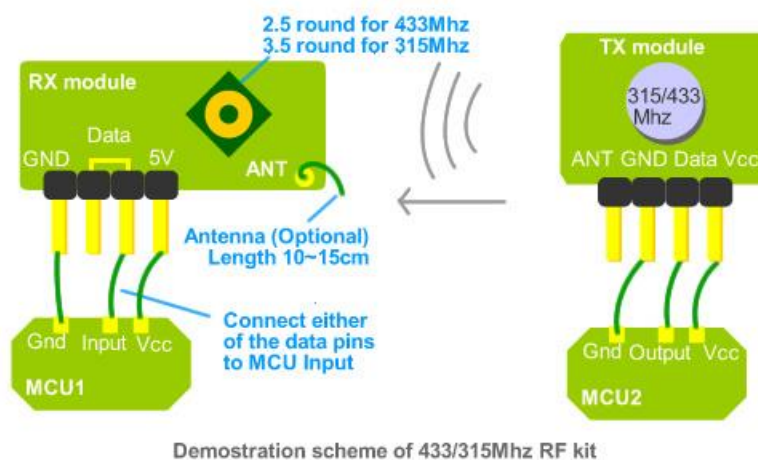 2.5 round for 433Mhz
3.5 round for 315Mhz
RX module
Data
GND
5V
ANT
Antenna (Optional)
Length 10~15cm
Connect either
of the data pins
to MCU Input
Gnd Input Vcc
MCU1
TX module
315/433
Mhz
ANT GND Data Vcc
Gnd Output Vcc
MCU2
Demostration scheme of 433/315Mhz RF kit